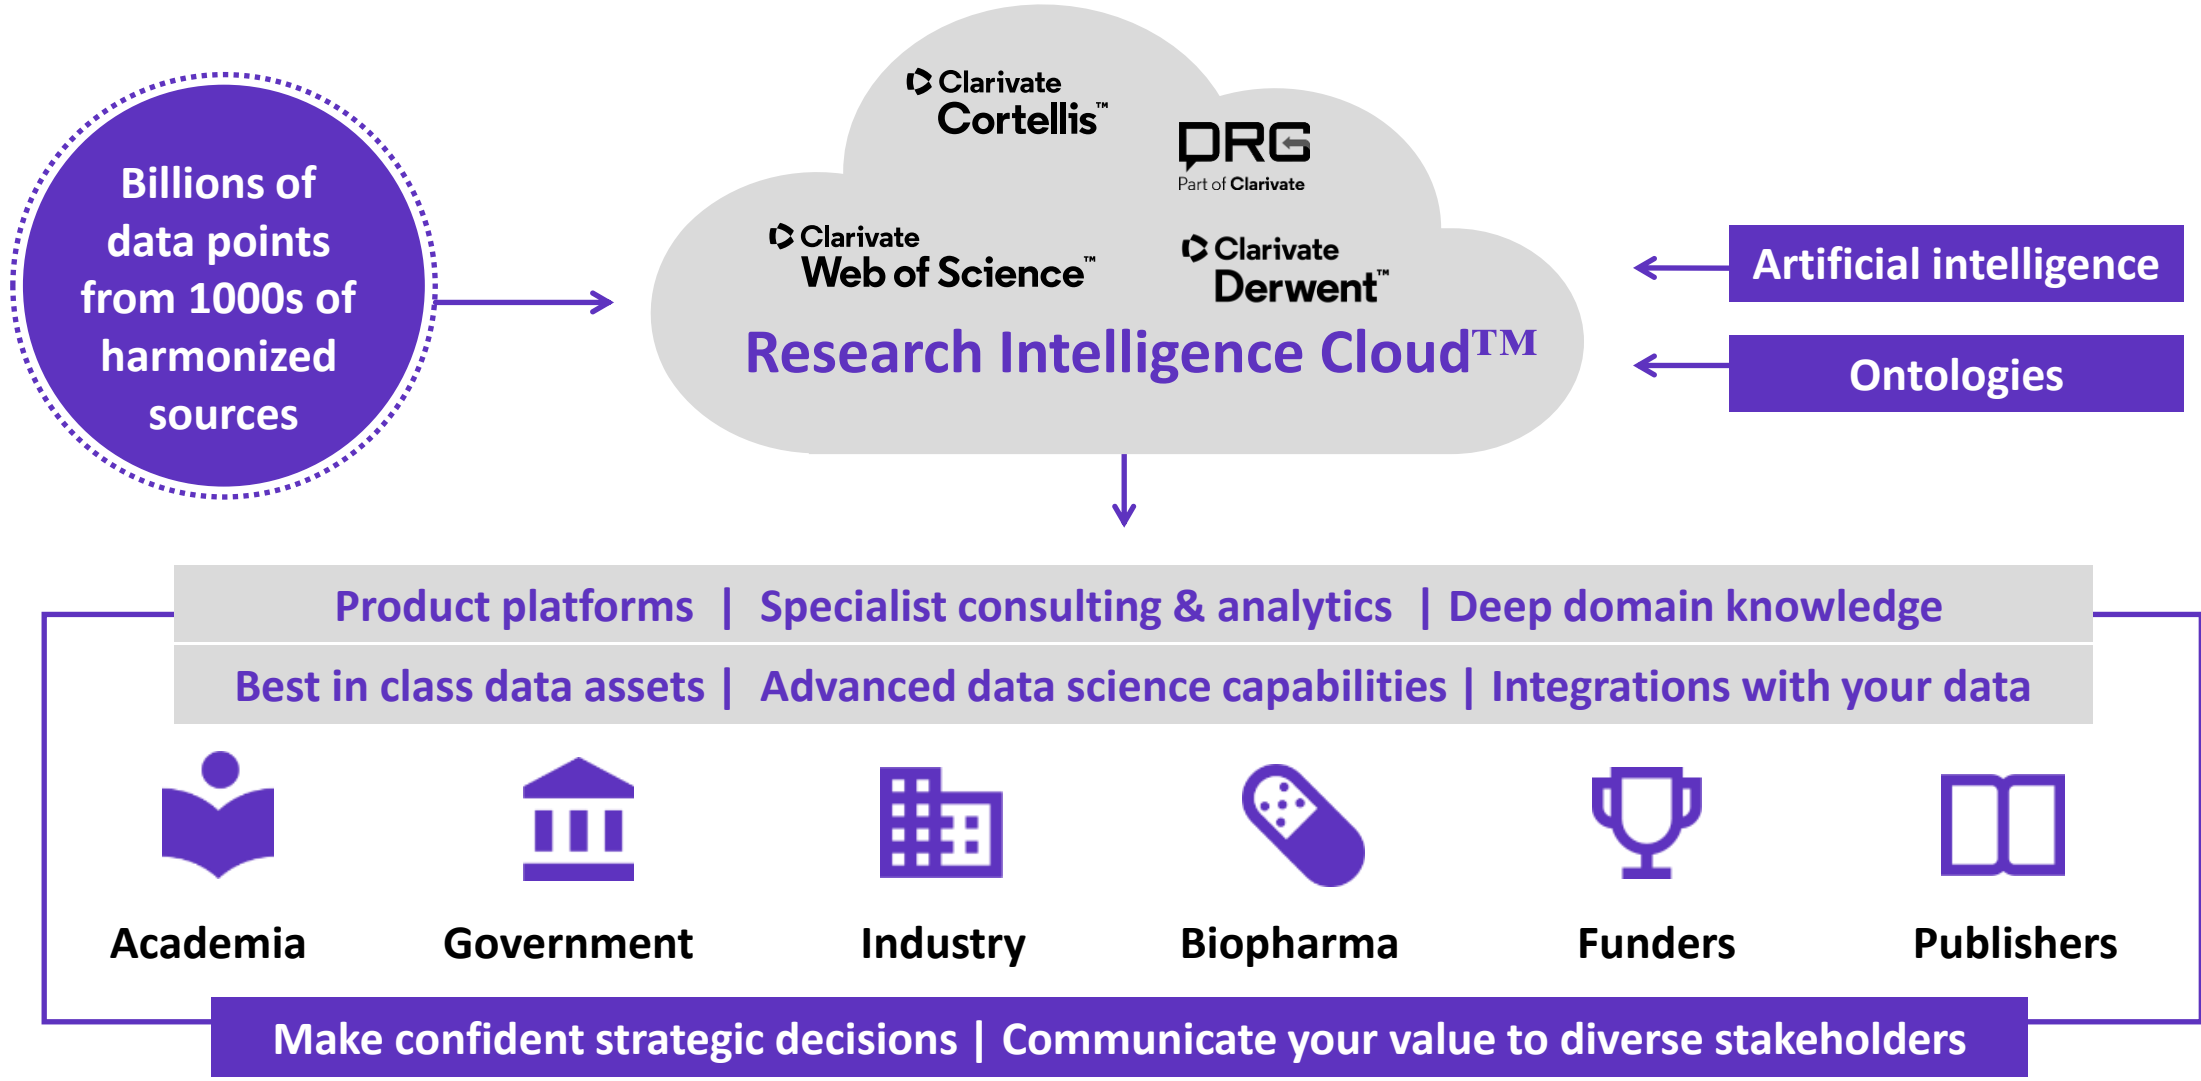 Billions of
data points
from 1000s of
harmonized
sources
Clarivate
Cortellis™
DRG
Part of Clarivate
Clarivate
Web of Science™
Clarivate
Derwent™
Research Intelligence Cloud™
Artificial intelligence
Ontologies
Product platforms | Specialist consulting & analytics | Deep domain knowledge
Best in class data assets | Advanced data science capabilities | Integrations with your data
Academia
Government
Industry
Biopharma
Funders
Publishers
Make confident strategic decisions | Communicate your value to diverse stakeholders